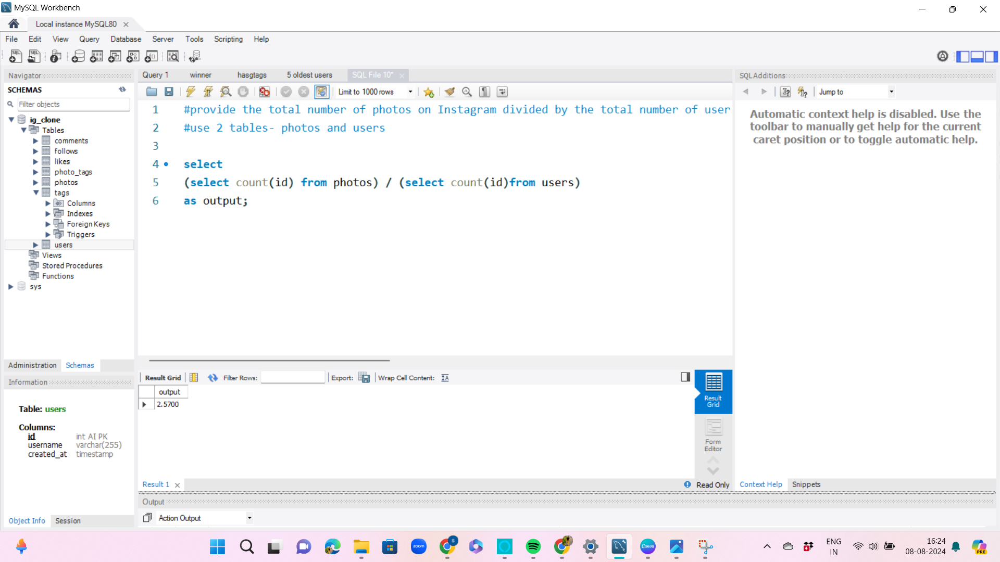 MySQL Workbench
Local instance MySQL80
File Edit View Query Database Server Tools Scripting Help
Navigator
SCHEMAS
Filter objects
ig_clone
Tables
comments
follows
likes
photo_tags
photos
tags
Columns
Indexes
Foreign Keys
Triggers
users
Views
Stored Procedures
Functions
sys
Administration Schemas
Information
Table: users
Columns:
id int AI PK
username varchar(255)
created_at timestamp
Object Info Session
Query 1 winner hasgtags 5 oldest users SQL File 10*
Limit to 1000 rows
1 #provide the total number of photos on Instagram divided by the total number of user
2 #use 2 tables- photos and users
3
4 select
5 (select count(id) from photos) / (select count(id)from users)
6 as output;
Result Grid Filter Rows: Export: Wrap Cell Content:
output
2.5700
Result Grid
Form Editor
Result 1
Read Only
Output
Action Output
SQLAdditions
Jump to
Automatic context help is disabled. Use the
toolbar to manually get help for the current
caret position or to toggle automatic help.
Context Help Snippets
zoom
S
Canva
4
ENG
IN
16:24
08-08-2024
PRE